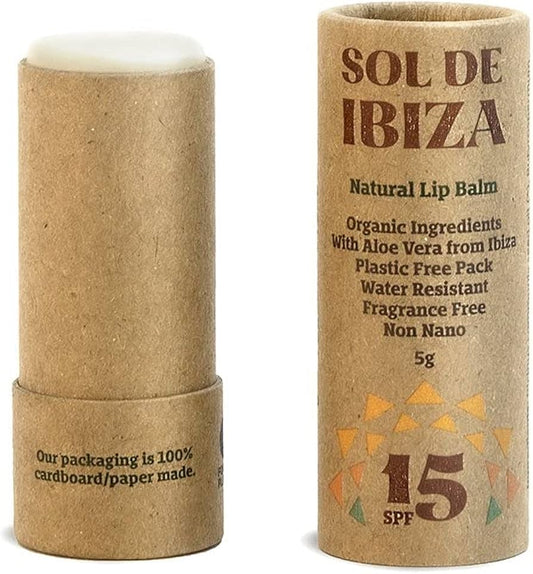 SOL DE
IBIZA
Natural Lip Balm
Organic Ingredients
With Aloe Vera from Ibiza
Plastic Free Pack
Water Resistant
Fragrance Free
Non Nano
5g
15
SPF
Our packaging is 100%
cardboard/paper made.